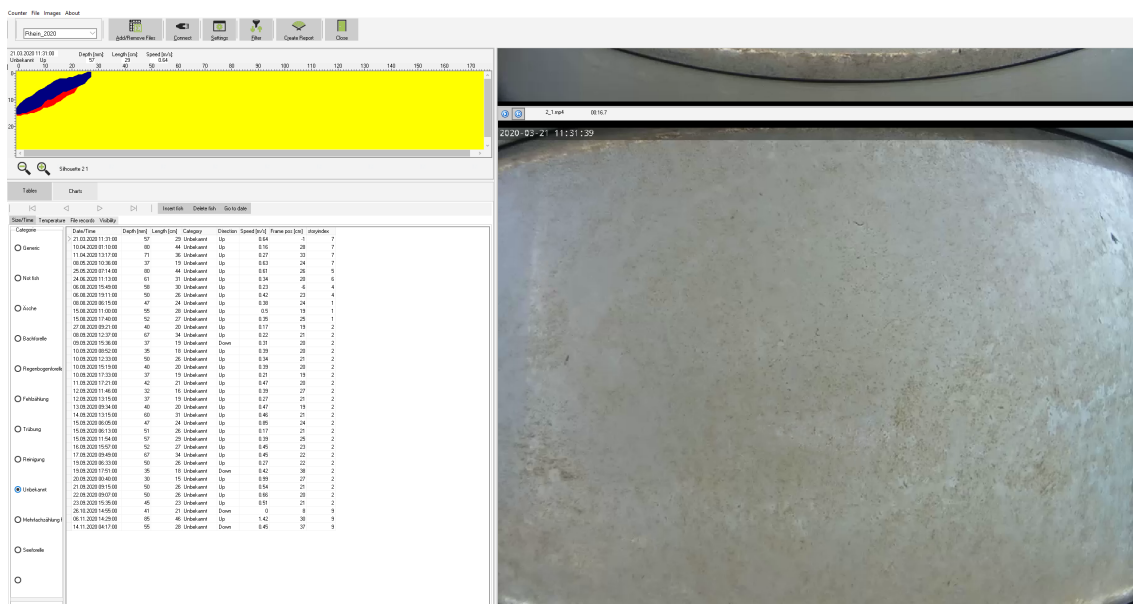 Counter File Images About
Rhein_2020
Add/Remove Files Connect Settings Filter Create Report Close
21.03.2020 11:31:00 Depth [mm] Length [cm] Speed [m/s]
Unbekannt Up 57 29 0.64
0 10 20 30 40 50 60 70 80 90 100 110 120 130 140 150 160 170
0
10
20
Silhouette 2:1
Tables Charts
Insert fish Delete fish Go to date
Size/Time Temperature File records Visibility
Categorie
Generic
Not fish
Äsche
Bachforelle
Regenbogenforelle
Fehlzählung
Trübung
Reinigung
Unbekannt
Mehrfachzählung
Seeforelle
Date/Time Depth [mm] Length [cm] Category Direction Speed [m/s] Frame pos [cm] storyindex
21.03.2020 11:31:00 57 29 Unbekannt Up 0.64 -1 7
10.04.2020 01:10:00 80 44 Unbekannt Up 0.16 28 7
11.04.2020 13:17:00 71 36 Unbekannt Up 0.27 33 7
08.05.2020 10:36:00 37 19 Unbekannt Up 0.63 24 7
25.05.2020 07:14:00 80 44 Unbekannt Up 0.61 26 5
24.06.2020 11:13:00 61 31 Unbekannt Up 0.34 20 6
06.08.2020 15:49:00 58 30 Unbekannt Up 0.23 -6 4
06.08.2020 19:11:00 50 26 Unbekannt Up 0.42 23 4
08.08.2020 06:15:00 47 24 Unbekannt Up 0.38 24 1
15.08.2020 11:00:00 55 28 Unbekannt Up 0.5 19 1
15.08.2020 17:40:00 52 27 Unbekannt Up 0.35 25 1
27.08.2020 09:21:00 40 20 Unbekannt Up 0.17 19 2
08.09.2020 12:37:00 67 34 Unbekannt Up 0.22 21 2
09.09.2020 15:36:00 37 19 Unbekannt Down 0.31 20 2
10.09.2020 08:52:00 35 18 Unbekannt Up 0.39 20 2
10.09.2020 12:33:00 50 26 Unbekannt Up 0.34 21 2
10.09.2020 15:19:00 40 20 Unbekannt Up 0.39 20 2
10.09.2020 17:33:00 37 19 Unbekannt Up 0.21 19 2
11.09.2020 17:21:00 42 21 Unbekannt Up 0.47 20 2
12.09.2020 11:46:00 32 16 Unbekannt Up 0.39 27 2
12.09.2020 13:15:00 37 19 Unbekannt Up 0.27 21 2
13.09.2020 09:34:00 40 20 Unbekannt Up 0.47 19 2
14.09.2020 13:15:00 60 31 Unbekannt Up 0.46 21 2
15.09.2020 06:05:00 47 24 Unbekannt Up 0.85 24 2
15.09.2020 06:13:00 51 26 Unbekannt Up 0.17 21 2
15.09.2020 11:54:00 57 29 Unbekannt Up 0.39 25 2
16.09.2020 15:57:00 52 27 Unbekannt Up 0.45 23 2
17.09.2020 09:49:00 67 34 Unbekannt Up 0.45 22 2
19.09.2020 06:33:00 50 26 Unbekannt Up 0.27 22 2
19.09.2020 17:51:00 35 18 Unbekannt Down 0.42 38 2
20.09.2020 00:40:00 30 15 Unbekannt Up 0.99 27 2
21.09.2020 09:15:00 50 26 Unbekannt Up 0.54 21 2
22.09.2020 09:07:00 50 26 Unbekannt Up 0.66 20 2
23.09.2020 15:35:00 45 23 Unbekannt Up 0.51 21 2
26.10.2020 14:55:00 41 21 Unbekannt Down 0 8 9
06.11.2020 14:29:00 85 46 Unbekannt Up 1.42 30 9
14.11.2020 04:17:00 55 28 Unbekannt Down 0.45 37 9
2_1.mp4 00:16:7
2020-03-21 11:31:39